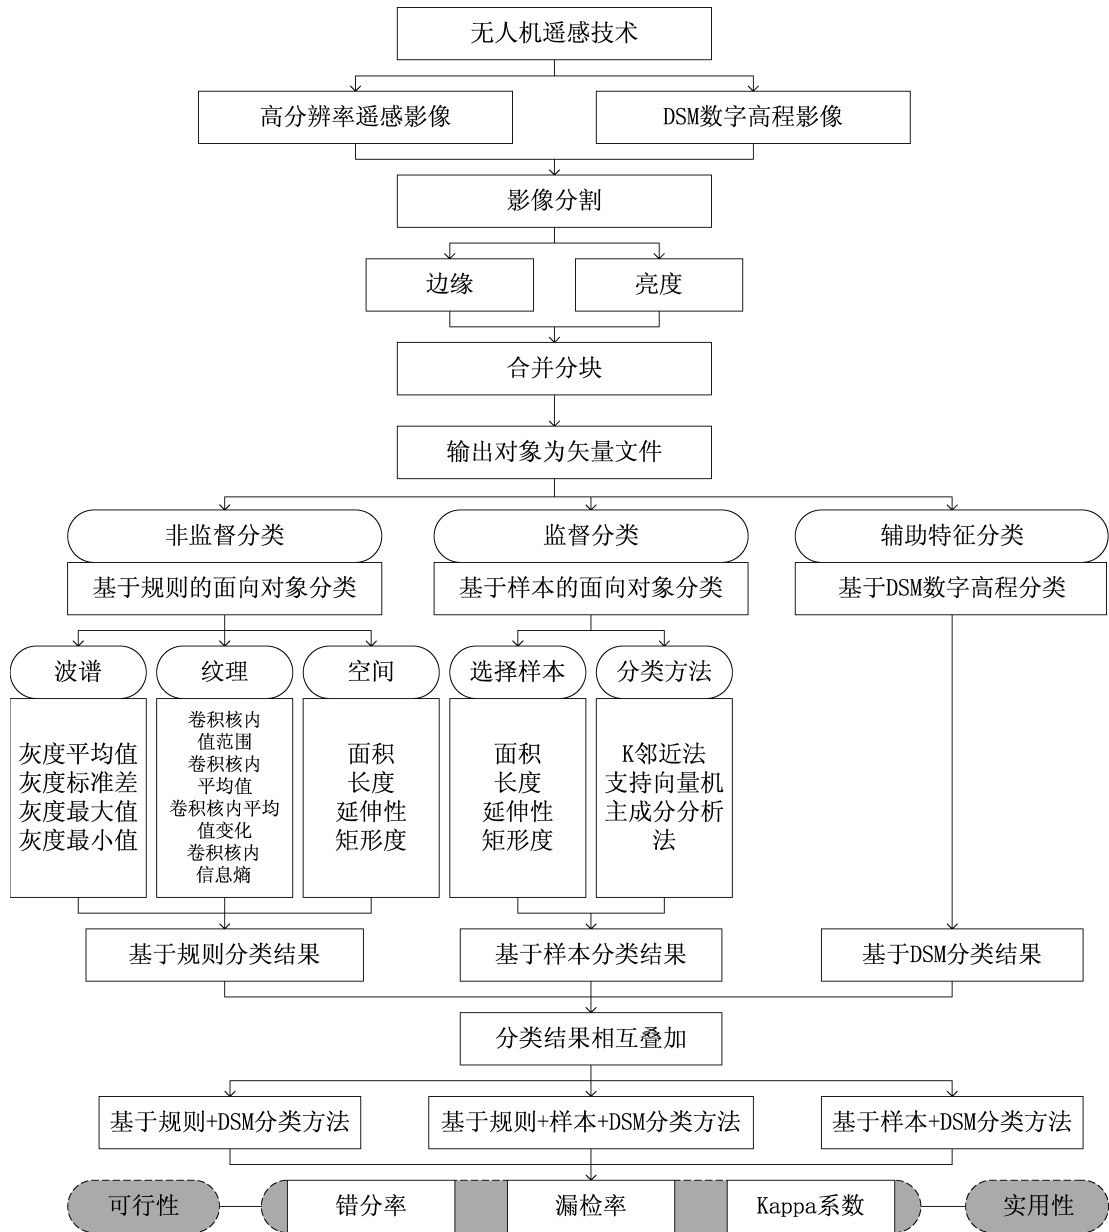 无人机遥感技术
高分辨率遥感影像
DSM数字高程影像
影像分割
边缘
亮度
合并分块
输出对象为矢量文件
非监督分类
监督分类
辅助特征分类
基于规则的面向对象分类
基于样本的面向对象分类
基于DSM数字高程分类
波谱
纹理
空间
选择样本
分类方法
灰度平均值
灰度标准差
灰度最大值
灰度最小值
卷积核内
值范围
卷积核内
平均值
卷积核内平均
值变化
卷积核内
信息熵
面积
长度
延伸性
矩形度
面积
长度
延伸性
矩形度
K邻近法
支持向量机
主成分分析
法
基于规则分类结果
基于样本分类结果
基于DSM分类结果
分类结果相互叠加
基于规则+DSM分类方法
基于规则+样本+DSM分类方法
基于样本+DSM分类方法
可行性
错分率
漏检率
Kappa系数
实用性